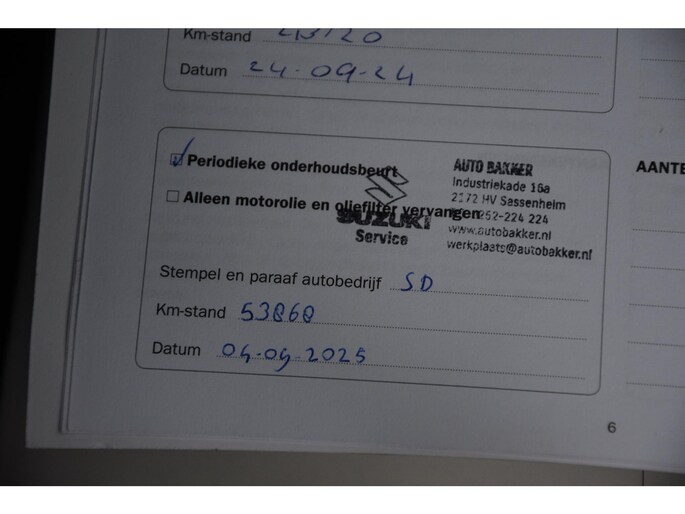 Km-stand
Datum 24-09-24
Periodieke onderhoudsbeurt
Alleen motorolie en oliefilter vervangen
SUZUKI
Service
AUTO BAKKER
Industriekade 16a
2172 HV Sassenheim
0252-224 224
www.autobakker.nl
werkplaats@autobakker.nl
Stempel en paraaf autobedrijf SD
Km-stand 53868
Datum 04-09-2025
AANTE
6